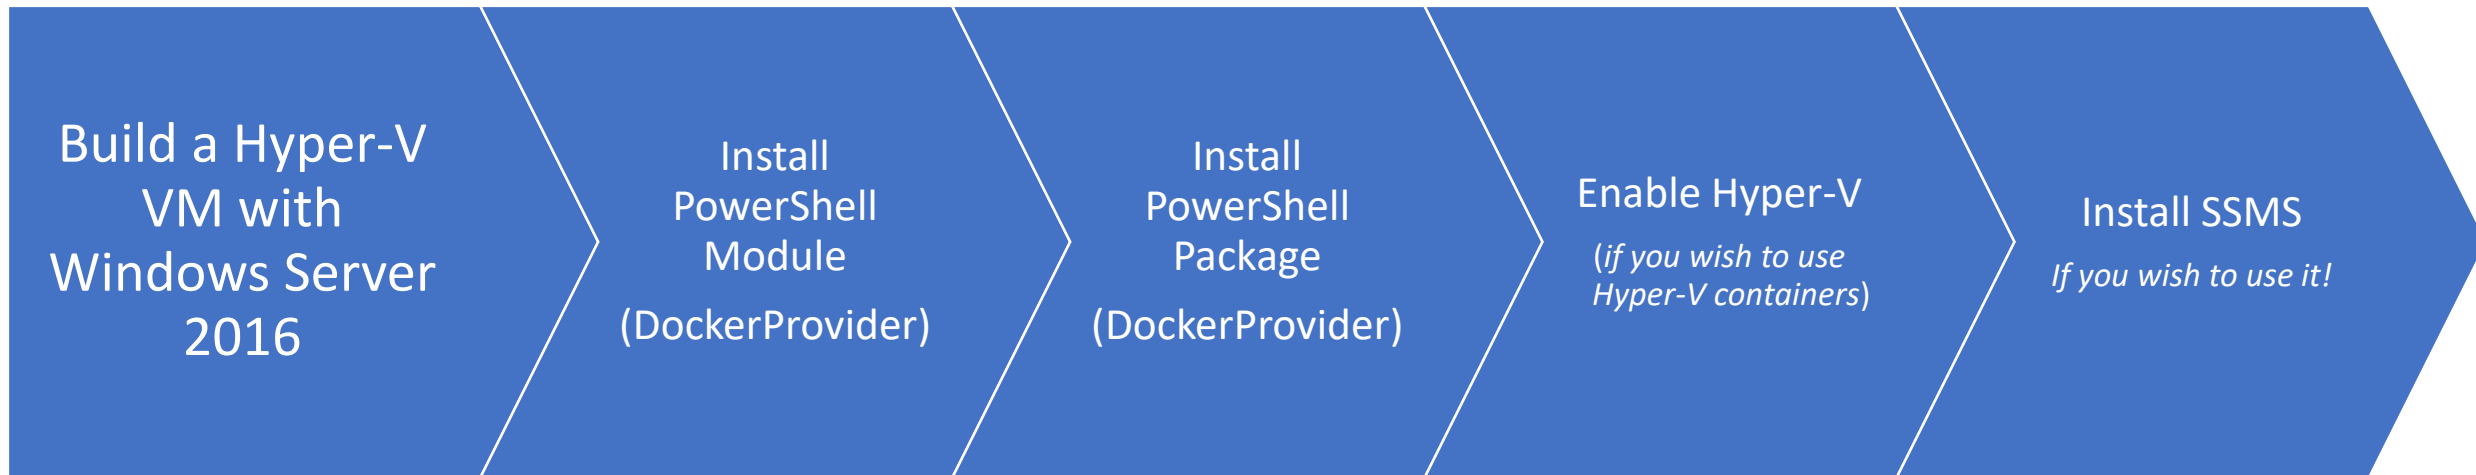 Build a Hyper-V
VM with
Windows Server
2016
Install
PowerShell
Module
(DockerProvider)
Install
PowerShell
Package
(DockerProvider)
Enable Hyper-V
(if you wish to use
Hyper-V containers)
Install SSMS
If you wish to use it!